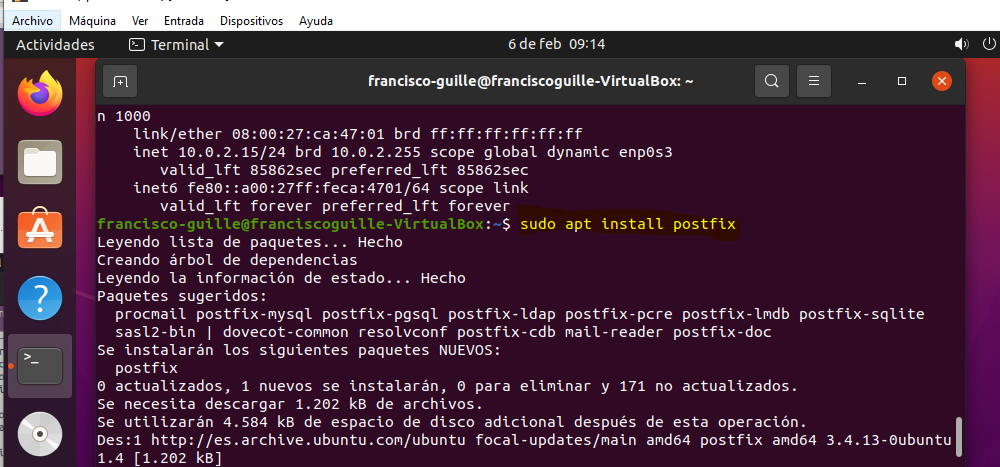 Archivo Máquina Ver Entrada Dispositivos Ayuda
Actividades Terminal 6 de feb 09:14
francisco-guille@franciscoguille-VirtualBox: ~
n 1000
link/ether 08:00:27:ca:47:01 brd ff:ff:ff:ff:ff:ff
inet 10.0.2.15/24 brd 10.0.2.255 scope global dynamic enp0s3
valid_lft 85862sec preferred_lft 85862sec
inet6 fe80::a00:27ff:feca:4701/64 scope link
valid_lft forever preferred_lft forever
francisco-guille@franciscoguille-VirtualBox:~$ sudo apt install postfix
Leyendo lista de paquetes... Hecho
Creando árbol de dependencias
Leyendo la información de estado... Hecho
Paquetes sugeridos:
procmail postfix-mysql postfix-pgsql postfix-ldap postfix-pcre postfix-lmdb postfix-sqlite
sasl2-bin | dovecot-common resolvconf postfix-cdb mail-reader postfix-doc
Se instalarán los siguientes paquetes NUEVOS:
postfix
0 actualizados, 1 nuevos se instalarán, 0 para eliminar y 171 no actualizados.
Se necesita descargar 1.202 kB de archivos.
Se utilizarán 4.584 kB de espacio de disco adicional después de esta operación.
Des:1 http://es.archive.ubuntu.com/ubuntu focal-updates/main amd64 postfix amd64 3.4.13-0ubuntu
1.4 [1.202 kB]